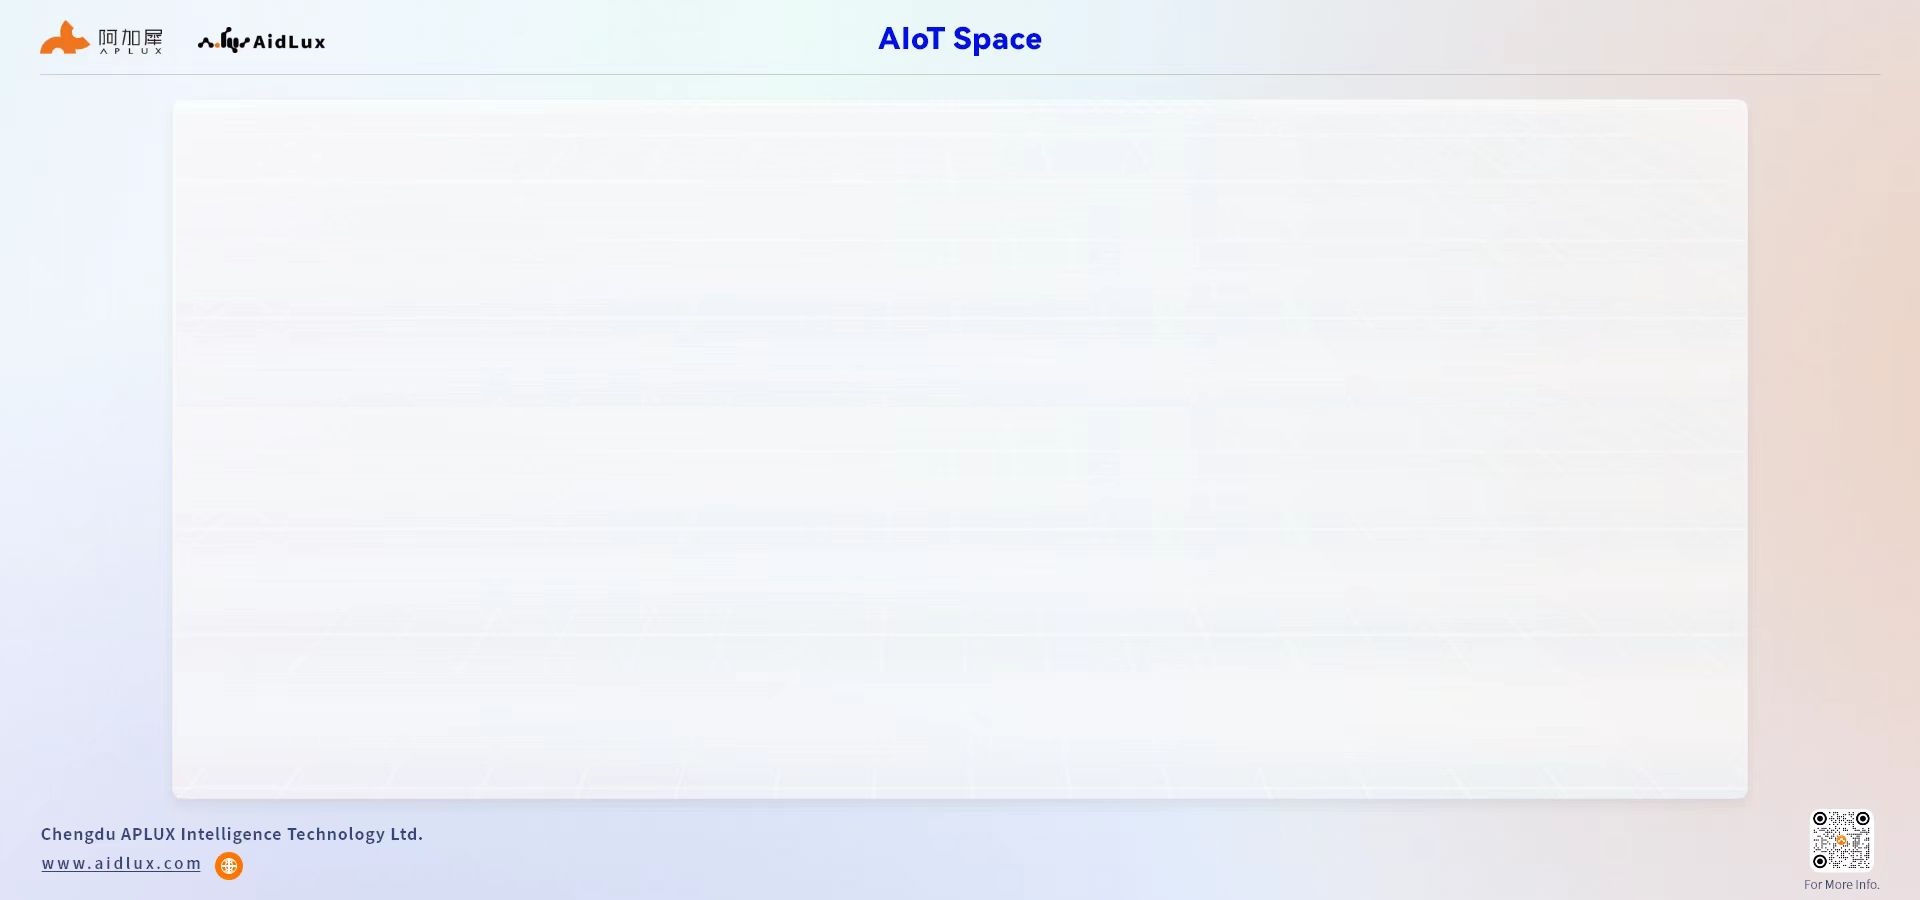 阿加犀
APLUX
AidLux
AIoT Space
Chengdu APLUX Intelligence Technology Ltd.
www.aidlux.com
For More Info.